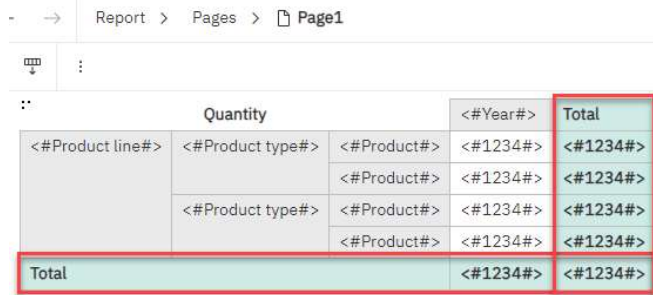 Report > Pages > Page1
Quantity <#Year#> Total
<#Product line#> <#Product type#> <#Product#> <#1234#> <#1234#>
<#Product#> <#1234#> <#1234#>
<#Product type#> <#Product#> <#1234#> <#1234#>
<#Product#> <#1234#> <#1234#>
Total <#1234#> <#1234#>